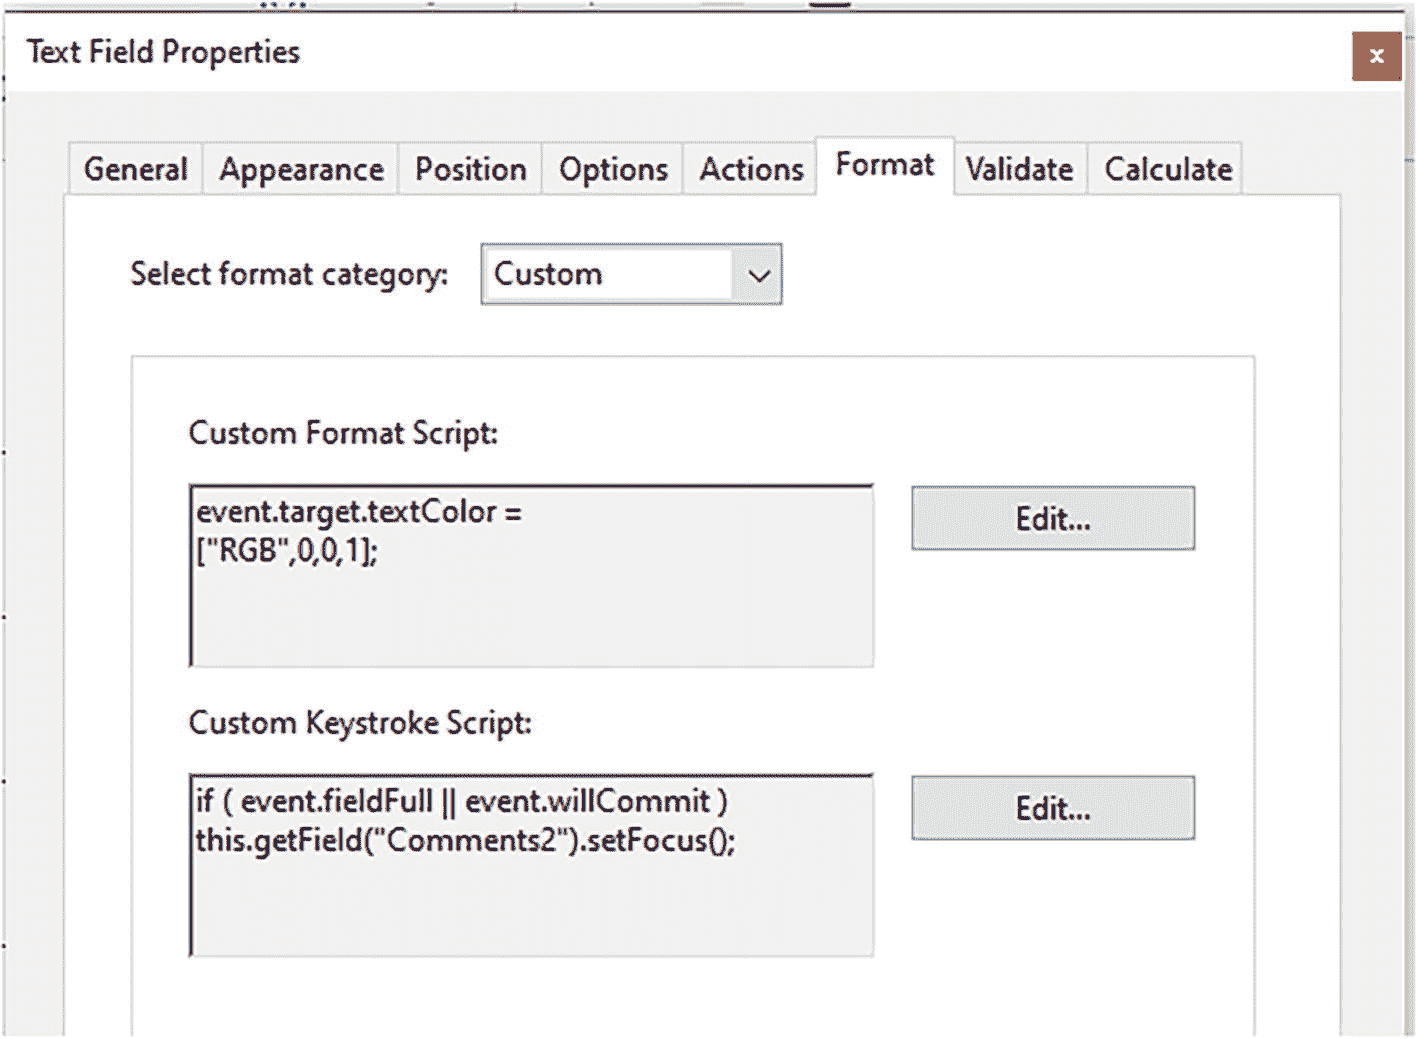 Text Field Properties
x
General Appearance Position Options Actions Format Validate Calculate
Select format category: Custom
Custom Format Script:
event.target.textColor =
["RGB",0,0,1];
Edit...
Custom Keystroke Script:
if ( event.fieldFull || event.willCommit )
this.getField("Comments2").setFocus();
Edit...